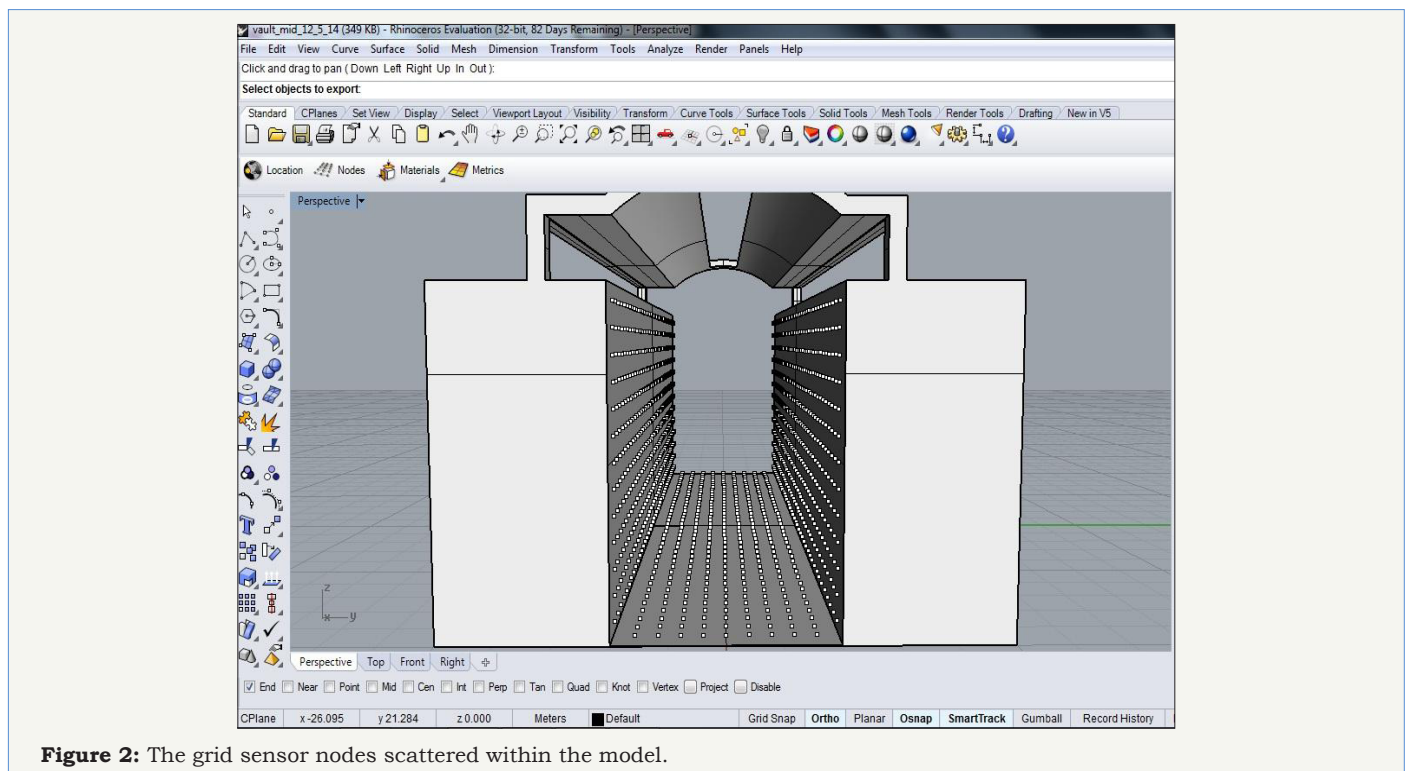 vault_mid_12_5_14 (349 KB) - Rhinoceros Evaluation (32-bit, 82 Days Remaining) - [Perspective]
File Edit View Curve Surface Solid Mesh Dimension Transform Tools Analyze Render Panels Help
Click and drag to pan ( Down Left Right Up In Out ):
Select objects to export:
Standard CPlanes Set View Display Select Viewport Layout Visibility Transform Curve Tools Surface Tools Solid Tools Mesh Tools Render Tools Drafting New in V5
Location Nodes Materials Metrics
Perspective
z
x y
Perspective Top Front Right
End Near Point Mid Cen Int Perp Tan Quad Knot Vertex Project Disable
CPlane x -26.095 y 21.284 z 0.000 Meters Default Grid Snap Ortho Planar Osnap SmartTrack Gumball Record History
Figure 2: The grid sensor nodes scattered within the model.